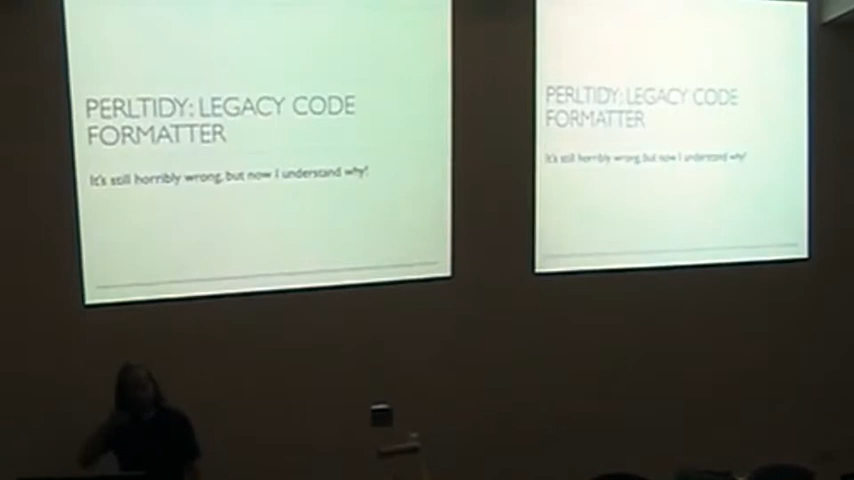 PERLTIDY: LEGACY CODE
FORMATTER
It's still horribly wrong, but now I understand why!
PERLTIDY: LEGACY CODE
FORMATTER
It's still horribly wrong, but now I understand why!